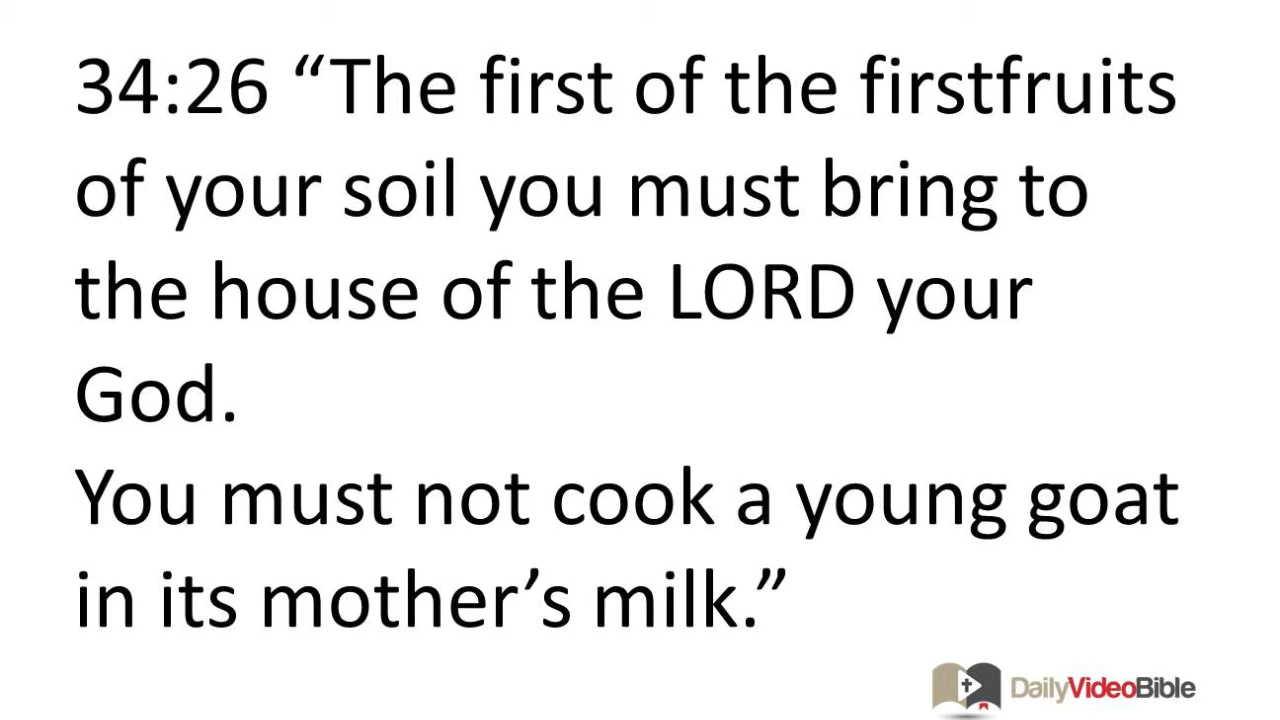 34:26 “The first of the firstfruits
of your soil you must bring to
the house of the LORD your
God.
You must not cook a young goat
in its mother’s milk.”
DailyVideoBible